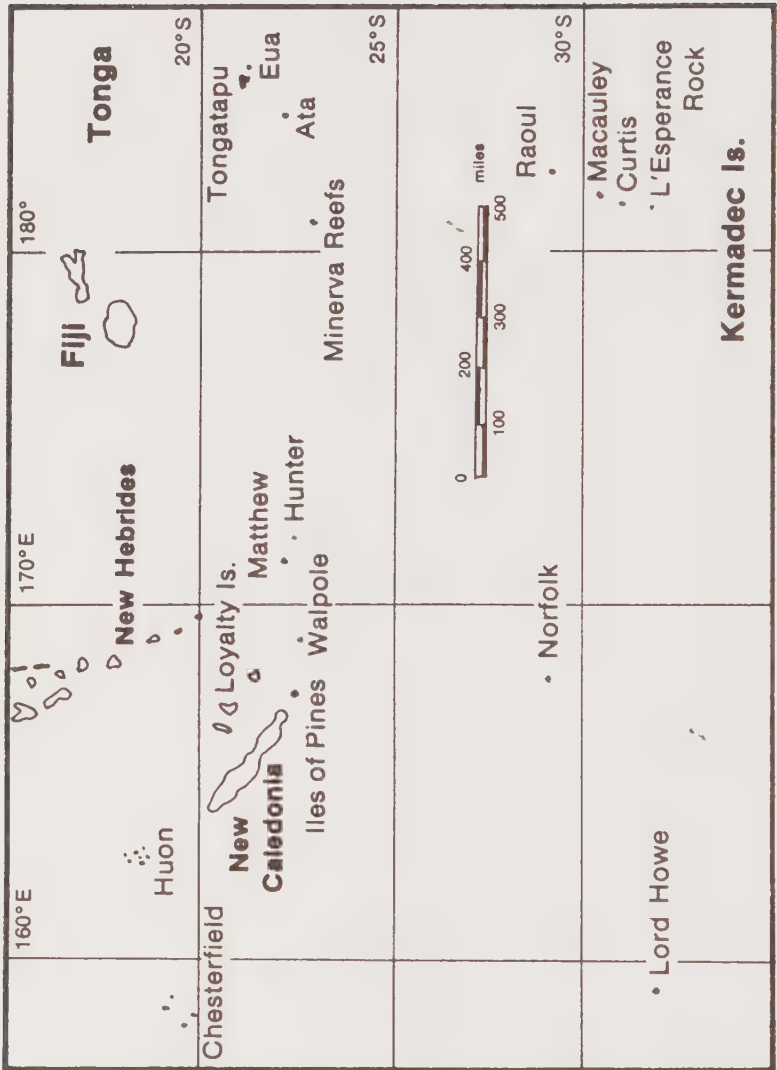 160°E
170°E
180°
Fiji
Tonga
New Hebrides
Huon
20°S
Chesterfield
Tongatapu
Eua
Loyalty Is.
New
Caledonia
Matthew
Hunter
Ata
Iles of Pines
Walpole
Minerva Reefs
25°S
0
100
200
300
400
500
miles
Norfolk
Raoul
30°S
Macauley
Curtis
L'Esperance
Rock
Lord Howe
Kermadec Is.